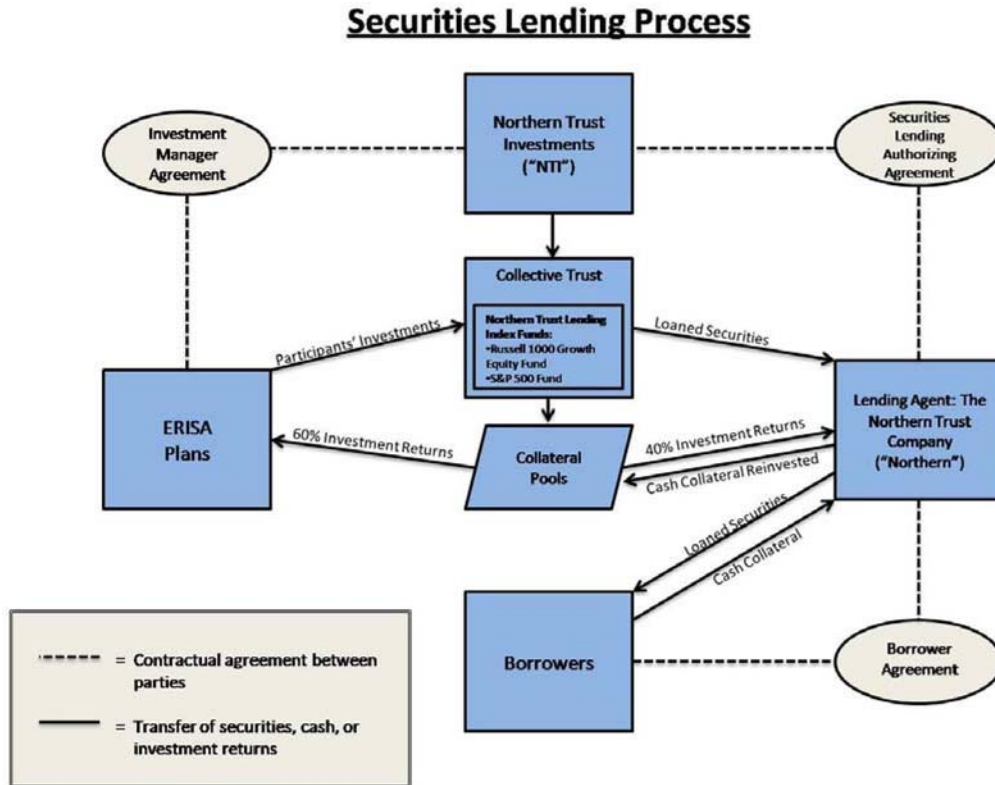 Securities Lending Process
Investment
Manager
Agreement
Northern Trust
Investments
("NTI")
Securities
Lending
Authorizing
Agreement
Collective Trust
Northern Trust Lending
Index Funds:
•Russell 1000 Growth
Equity Fund
•S&P 500 Fund
Participants' Investments
Loaned Securities
ERISA
Plans
60% Investment Returns
Collateral
Pools
40% Investment Returns
Cash Collateral Reinvested
Lending Agent: The
Northern Trust
Company
("Northern")
Loaned Securities
Cash Collateral
Borrowers
Borrower
Agreement
= Contractual agreement between
parties
= Transfer of securities, cash, or
investment returns